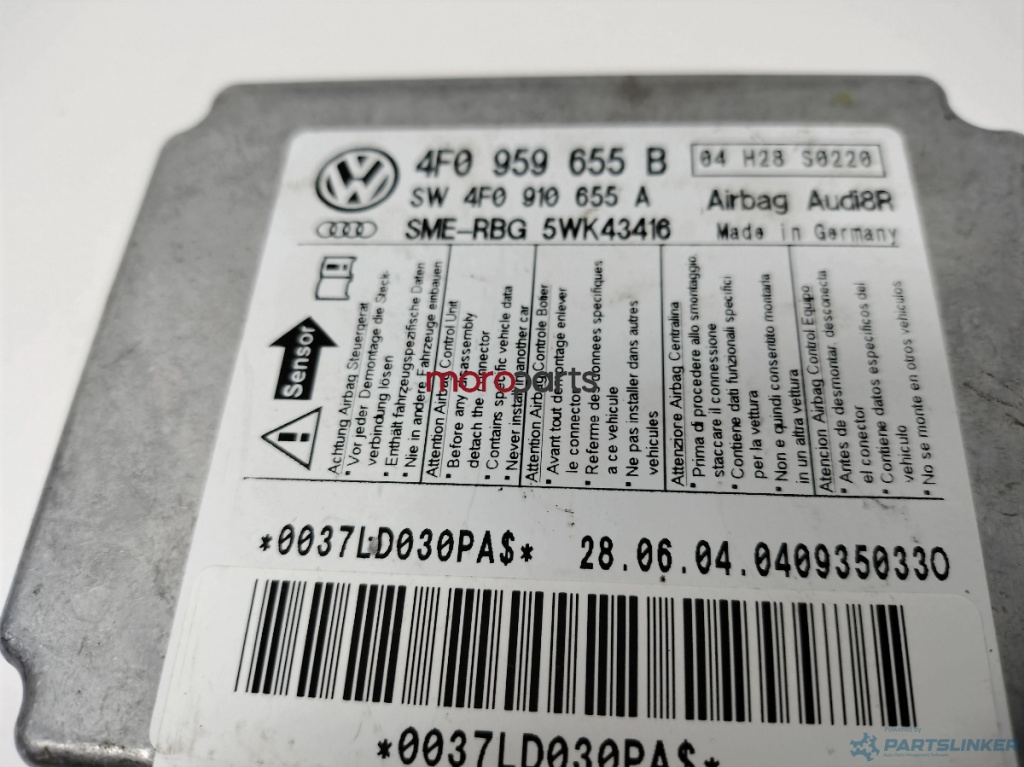 4F0 959 655 B
04 H28 S0220
SW 4F0 910 655 A
Airbag Audi8R
SME-RBG 5WK43416
Made in Germany
Sensor
Achtung Airbag Steuergerät
• Vor jeder Demontage die Steck-
verbindung lösen
• Enthält fahrzeugspezifische Daten
• Nie in andere Fahrzeuge einbauen
Attention Airbag Control Unit
• Before any disassembly
detach the connector
• Contains specific vehicle data
• Never install in another car
Attention Airbag Controle Boitier
• Avant tout demontage enlever
le connector
• Referme des donnees specifiques
a ce vehicule
• Ne pas installer dans autres
vehicules
Attenzione Airbag Centralina
• Prima di procedere allo smontaggio
staccare il connessione
• Contiene dati funzionali specifici
per la vettura
• Non e quindi consentito montarla
in un altra vettura
Atencion Airbag Control Equipo
• Antes de desmontar, desconecta
el conector
• Contiene datos especificos del
vehiculo
• No se monte en otros vehiculos
moroparts
*0037LD030PA$* 28.06.04.0409350330
*0037LD030PA$*
Powered by
PARTSLINKER